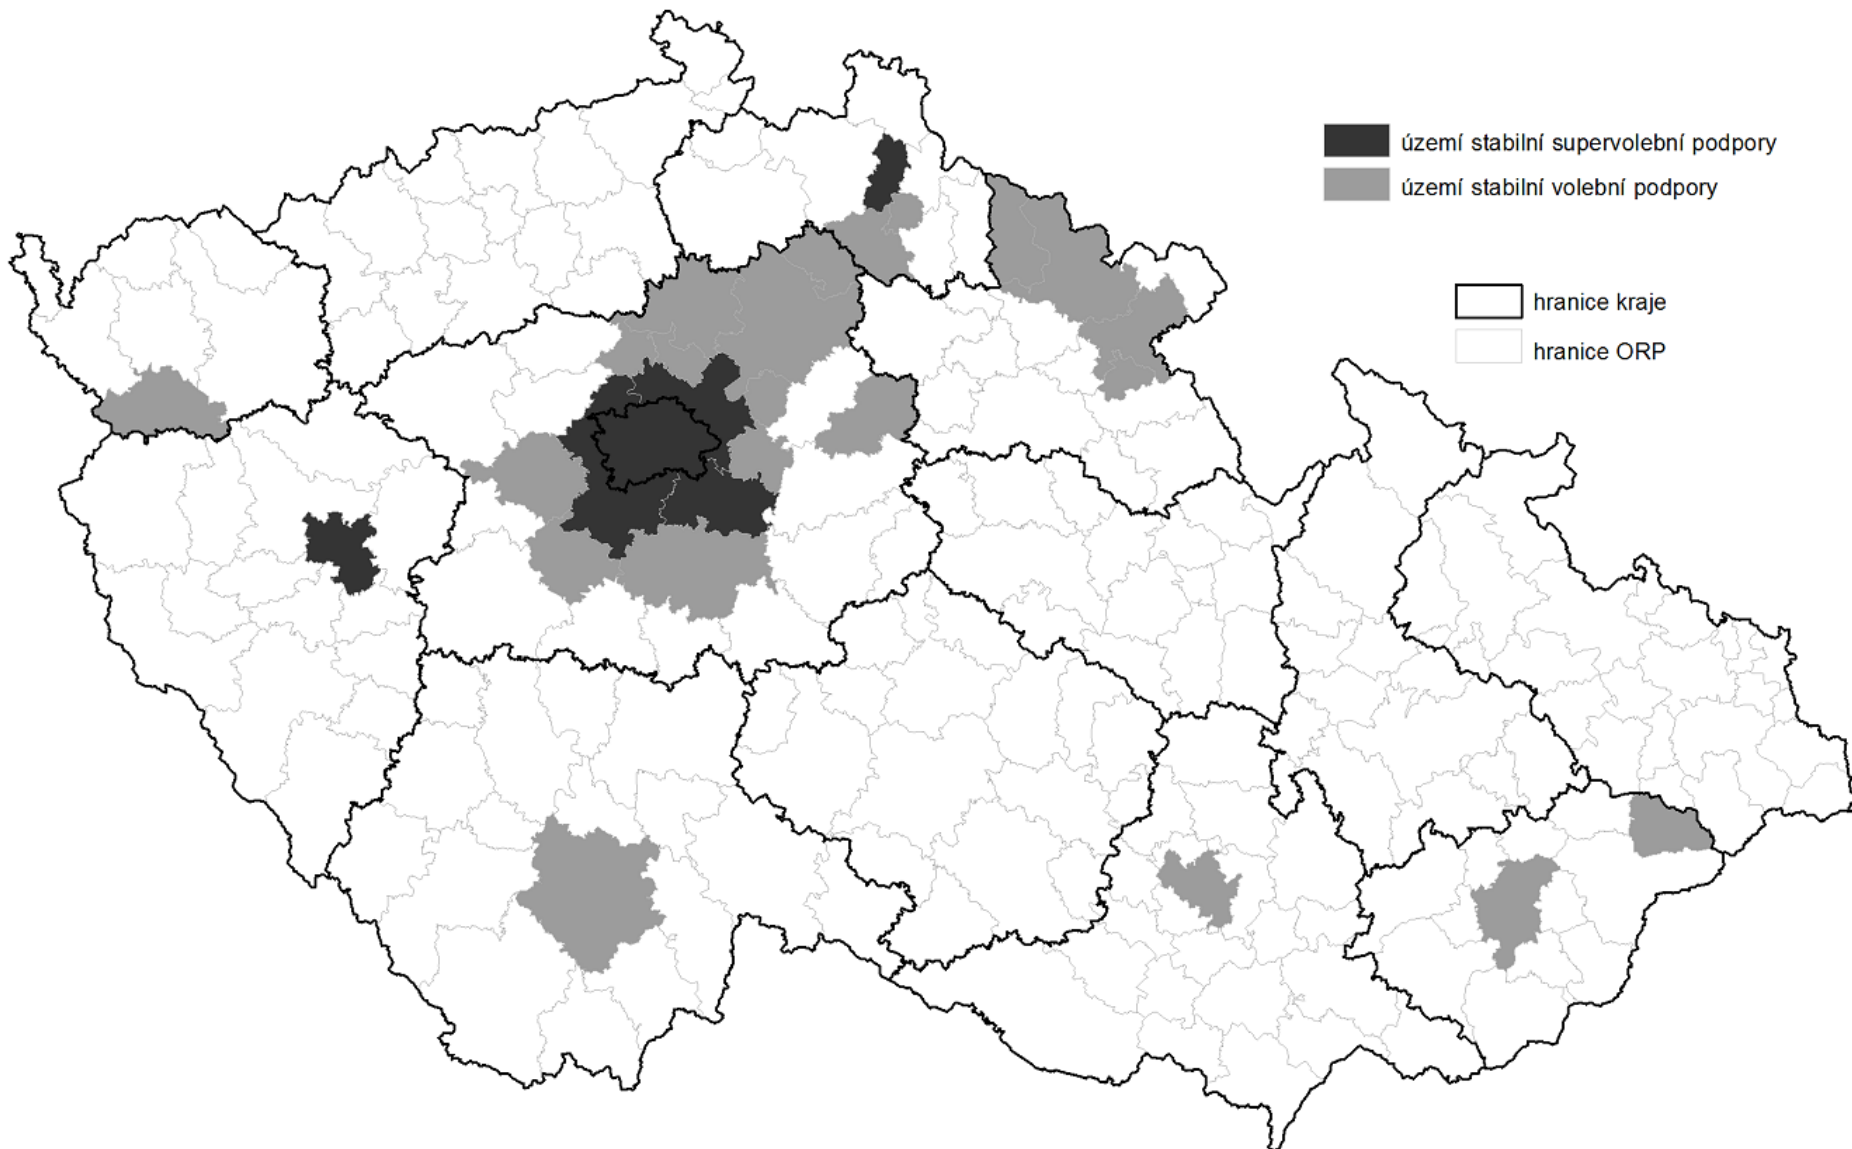 území stabilní supervolební podpory
území stabilní volební podpory
hranice kraje
hranice ORP